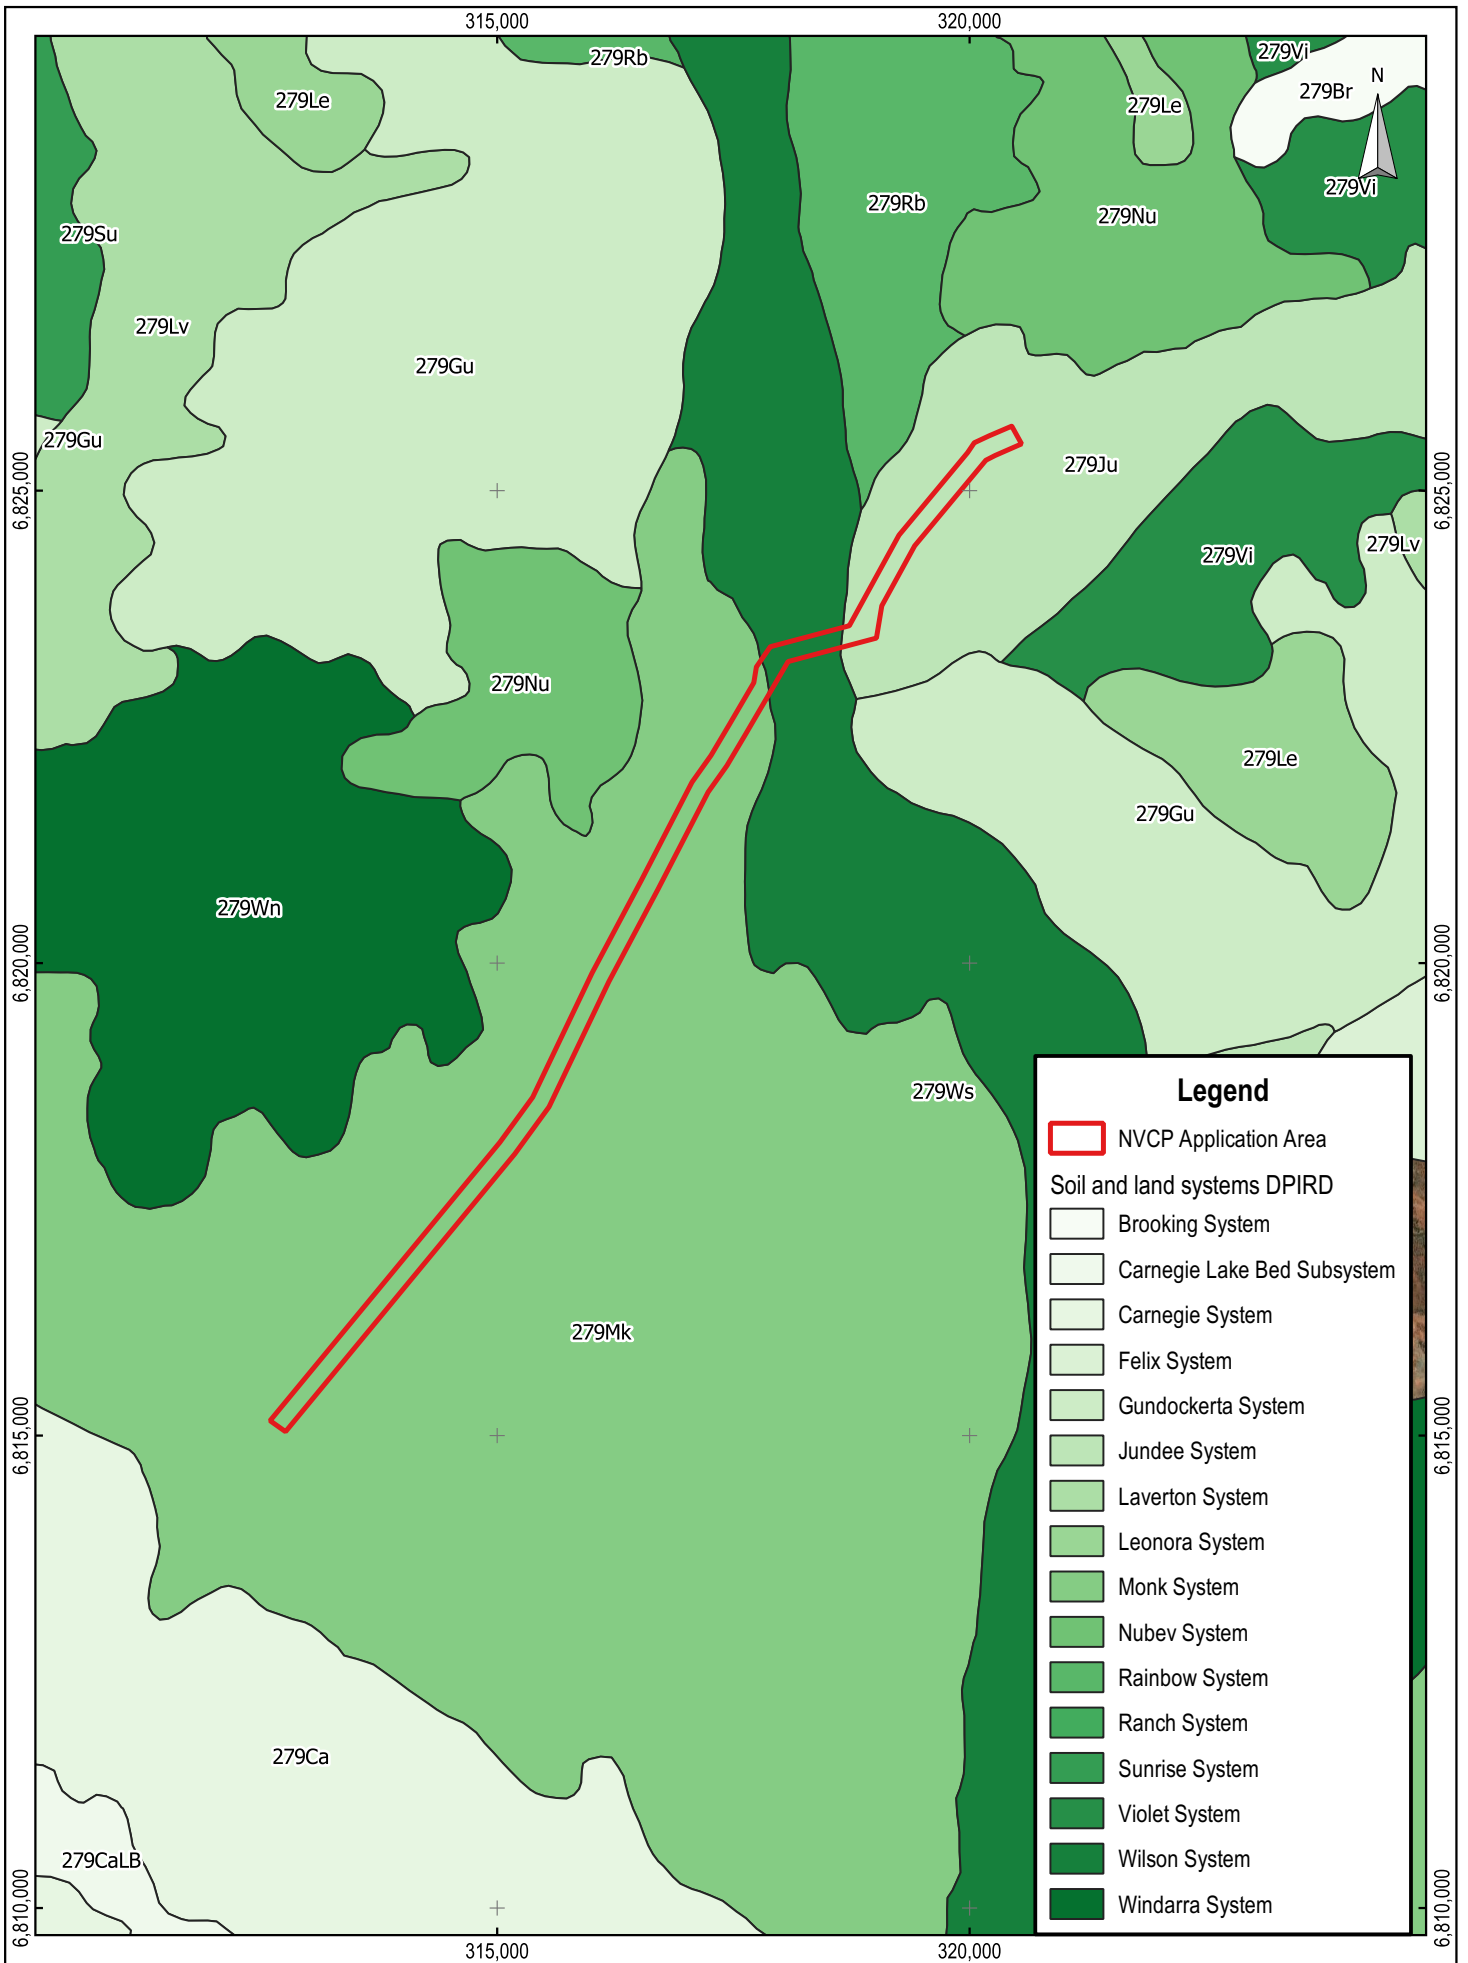 315,000
320,000
279Rb
279Vi
279Br
N
279Le
279Le
279Vi
279Rb
279Nu
279Su
279Lv
279Gu
279Gu
279Ju
6,825,000
6,825,000
279Lv
279Vi
279Nu
279Le
279Gu
279Wn
6,820,000
6,820,000
279Ws
279Mk
6,815,000
6,815,000
279Ca
279CaLB
6,810,000
6,810,000
315,000
320,000
Legend
NVCP Application Area
Soil and land systems DPIRD
Brooking System
Carnegie Lake Bed Subsystem
Carnegie System
Felix System
Gundockerta System
Jundee System
Laverton System
Leonora System
Monk System
Nubev System
Rainbow System
Ranch System
Sunrise System
Violet System
Wilson System
Windarra System